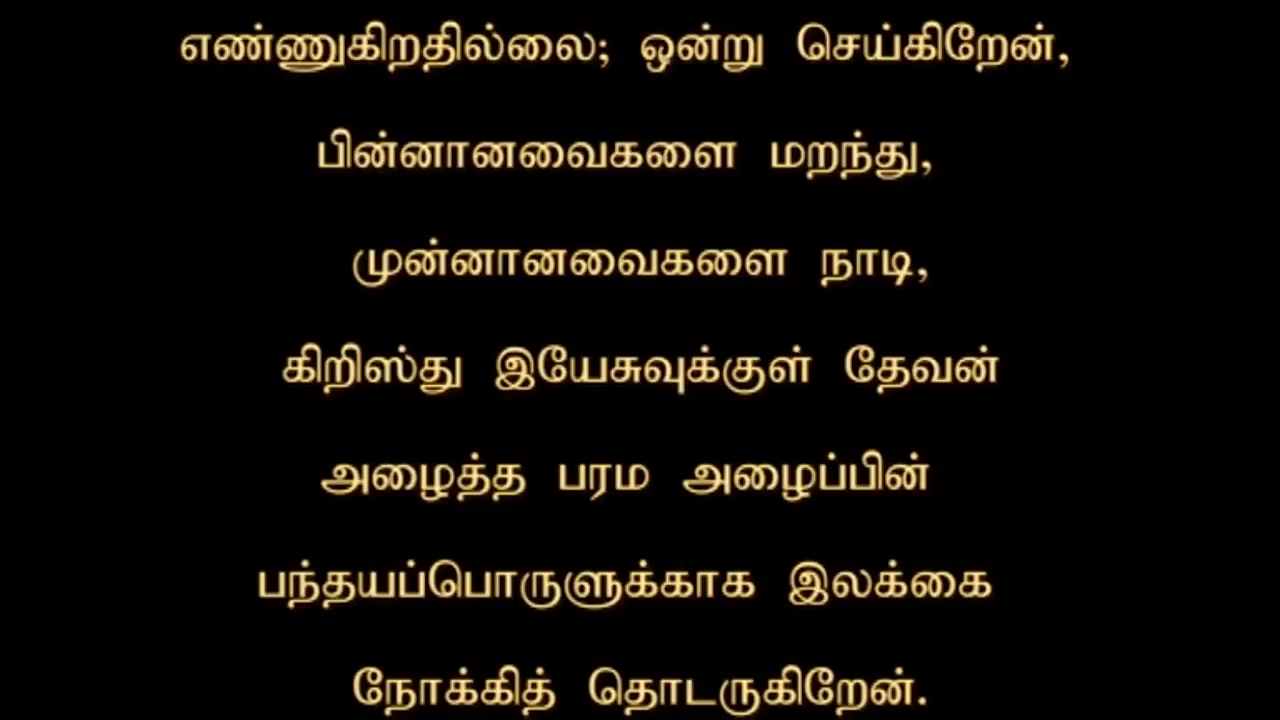 எண்ணுகிறதில்லை; ஒன்று செய்கிறேன்,
பின்னானவைகளை மறந்து,
முன்னானவைகளை நாடி,
கிறிஸ்து இயேசுவுக்குள் தேவன்
அழைத்த பரம அழைப்பின்
பந்தயப்பொருளுக்காக இலக்கை
நோக்கித் தொடருகிறேன்.